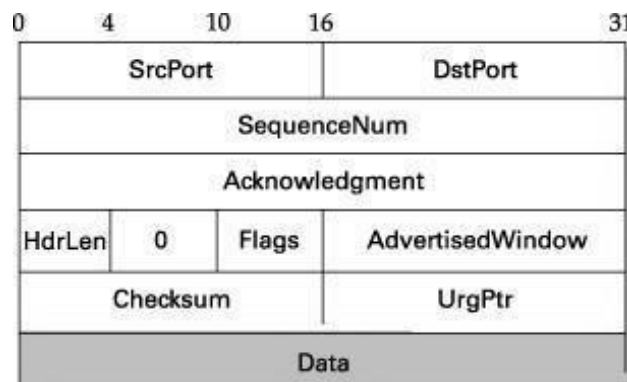 0 4 10 16 31
SrcPort DstPort
SequenceNum
Acknowledgment
HdrLen 0 Flags AdvertisedWindow
Checksum UrgPtr
Data